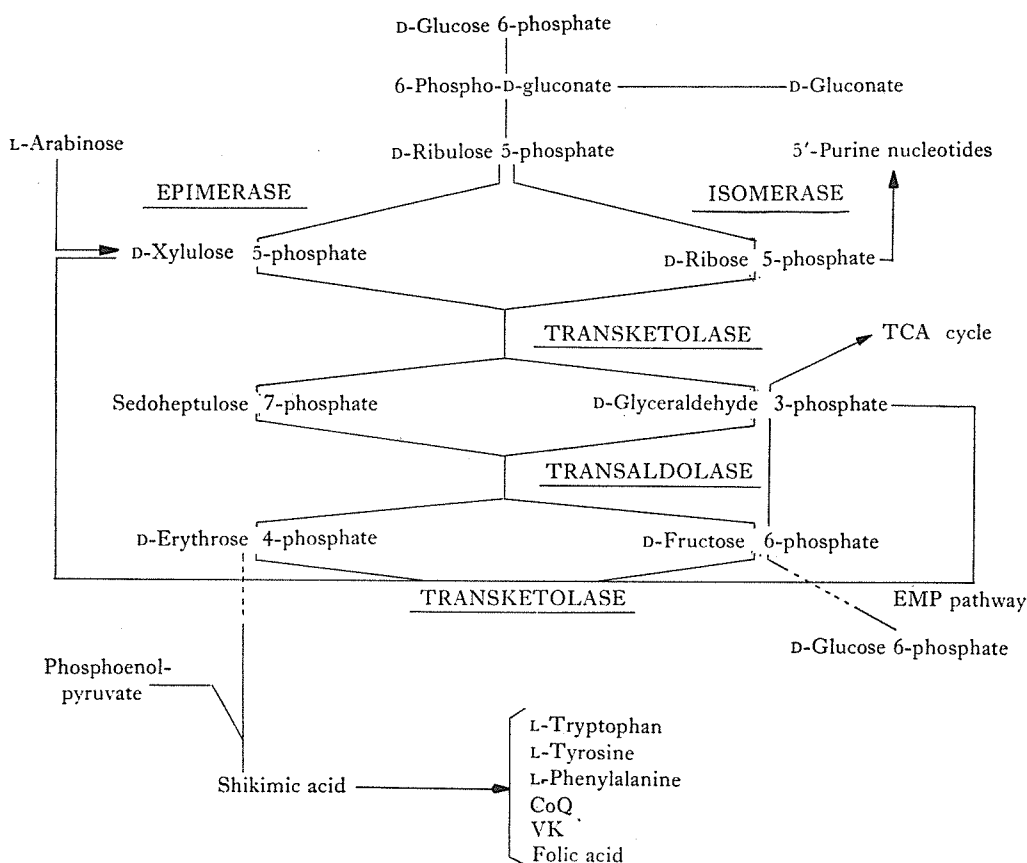 D-Glucose 6-phosphate
6-Phospho-D-gluconate
D-Gluconate
L-Arabinose
D-Ribulose 5-phosphate
5′-Purine nucleotides
EPIMERASE
ISOMERASE
D-Xylulose 5-phosphate
D-Ribose 5-phosphate
TRANSKETOLASE
TCA cycle
Sedoheptulose 7-phosphate
D-Glyceraldehyde 3-phosphate
TRANSALDOLASE
D-Erythrose 4-phosphate
D-Fructose 6-phosphate
TRANSKETOLASE
EMP pathway
D-Glucose 6-phosphate
Phosphoenol-
pyruvate
Shikimic acid
L-Tryptophan
L-Tyrosine
L-Phenylalanine
CoQ
VK
Folic acid